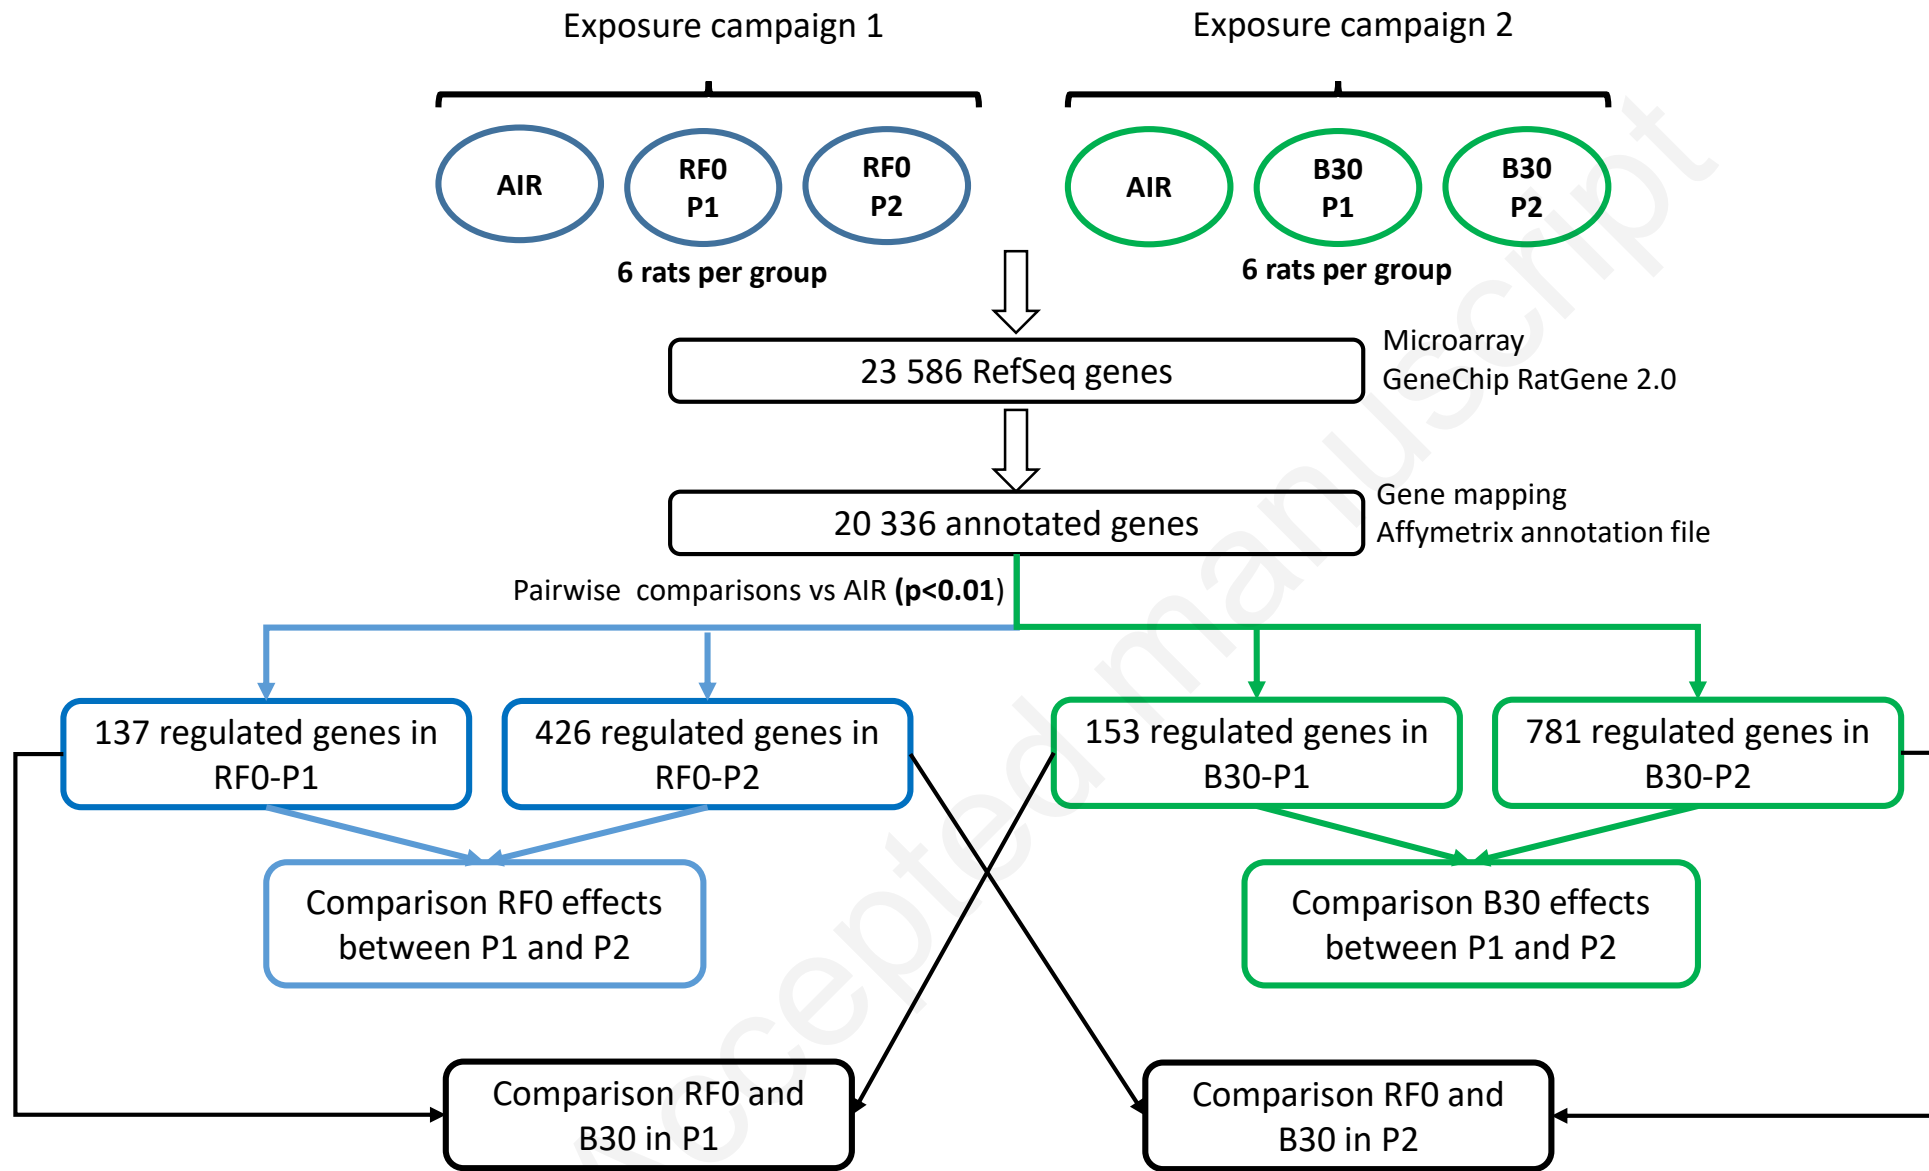 Exposure campaign 1
Exposure campaign 2
AIR
RF0
P1
RF0
P2
AIR
B30
P1
B30
P2
6 rats per group
6 rats per group
23 586 RefSeq genes
Microarray
GeneChip RatGene 2.0
20 336 annotated genes
Gene mapping
Affymetrix annotation file
Pairwise  comparisons vs AIR (p<0.01)
137 regulated genes in
RF0-P1
426 regulated genes in
RF0-P2
153 regulated genes in
B30-P1
781 regulated genes in
B30-P2
Comparison RF0 effects
between P1 and P2
Comparison B30 effects
between P1 and P2
Comparison RF0 and
B30 in P1
Comparison RF0 and
B30 in P2
Accepted manuscript